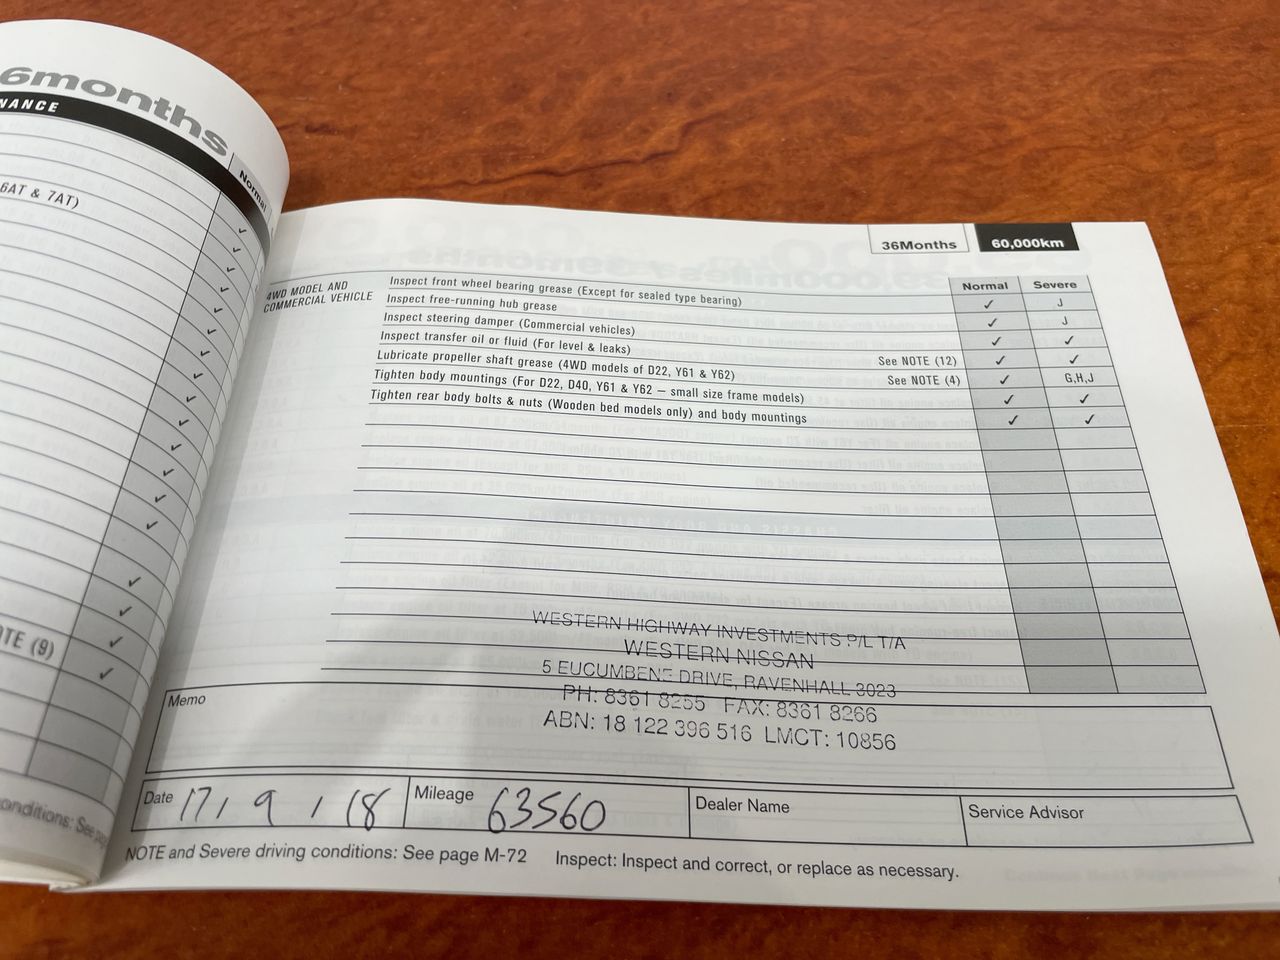 6months
NANCE
Normal
6AT & 7AT)
TE (9)
onditions: See
36Months 60,000km
Normal Severe
4WD MODEL AND
COMMERCIAL VEHICLE
Inspect front wheel bearing grease (Except for sealed type bearing) ✓ J
Inspect free-running hub grease ✓ J
Inspect steering damper (Commercial vehicles) ✓ ✓
Inspect transfer oil or fluid (For level & leaks) See NOTE (12) ✓ ✓
Lubricate propeller shaft grease (4WD models of D22, Y61 & Y62) See NOTE (4) ✓ G,H,J
Tighten body mountings (For D22, D40, Y61 & Y62 – small size frame models) ✓ ✓
Tighten rear body bolts & nuts (Wooden bed models only) and body mountings ✓ ✓
WESTERN HIGHWAY INVESTMENTS P/L T/A
WESTERN NISSAN
5 EUCUMBENE DRIVE, RAVENHALL 3023
PH: 8361 8255 FAX: 8361 8266
ABN: 18 122 396 516 LMCT: 10856
Memo
Date 17 / 9 / 18 Mileage 63560 Dealer Name Service Advisor
NOTE and Severe driving conditions: See page M-72 Inspect: Inspect and correct, or replace as necessary.